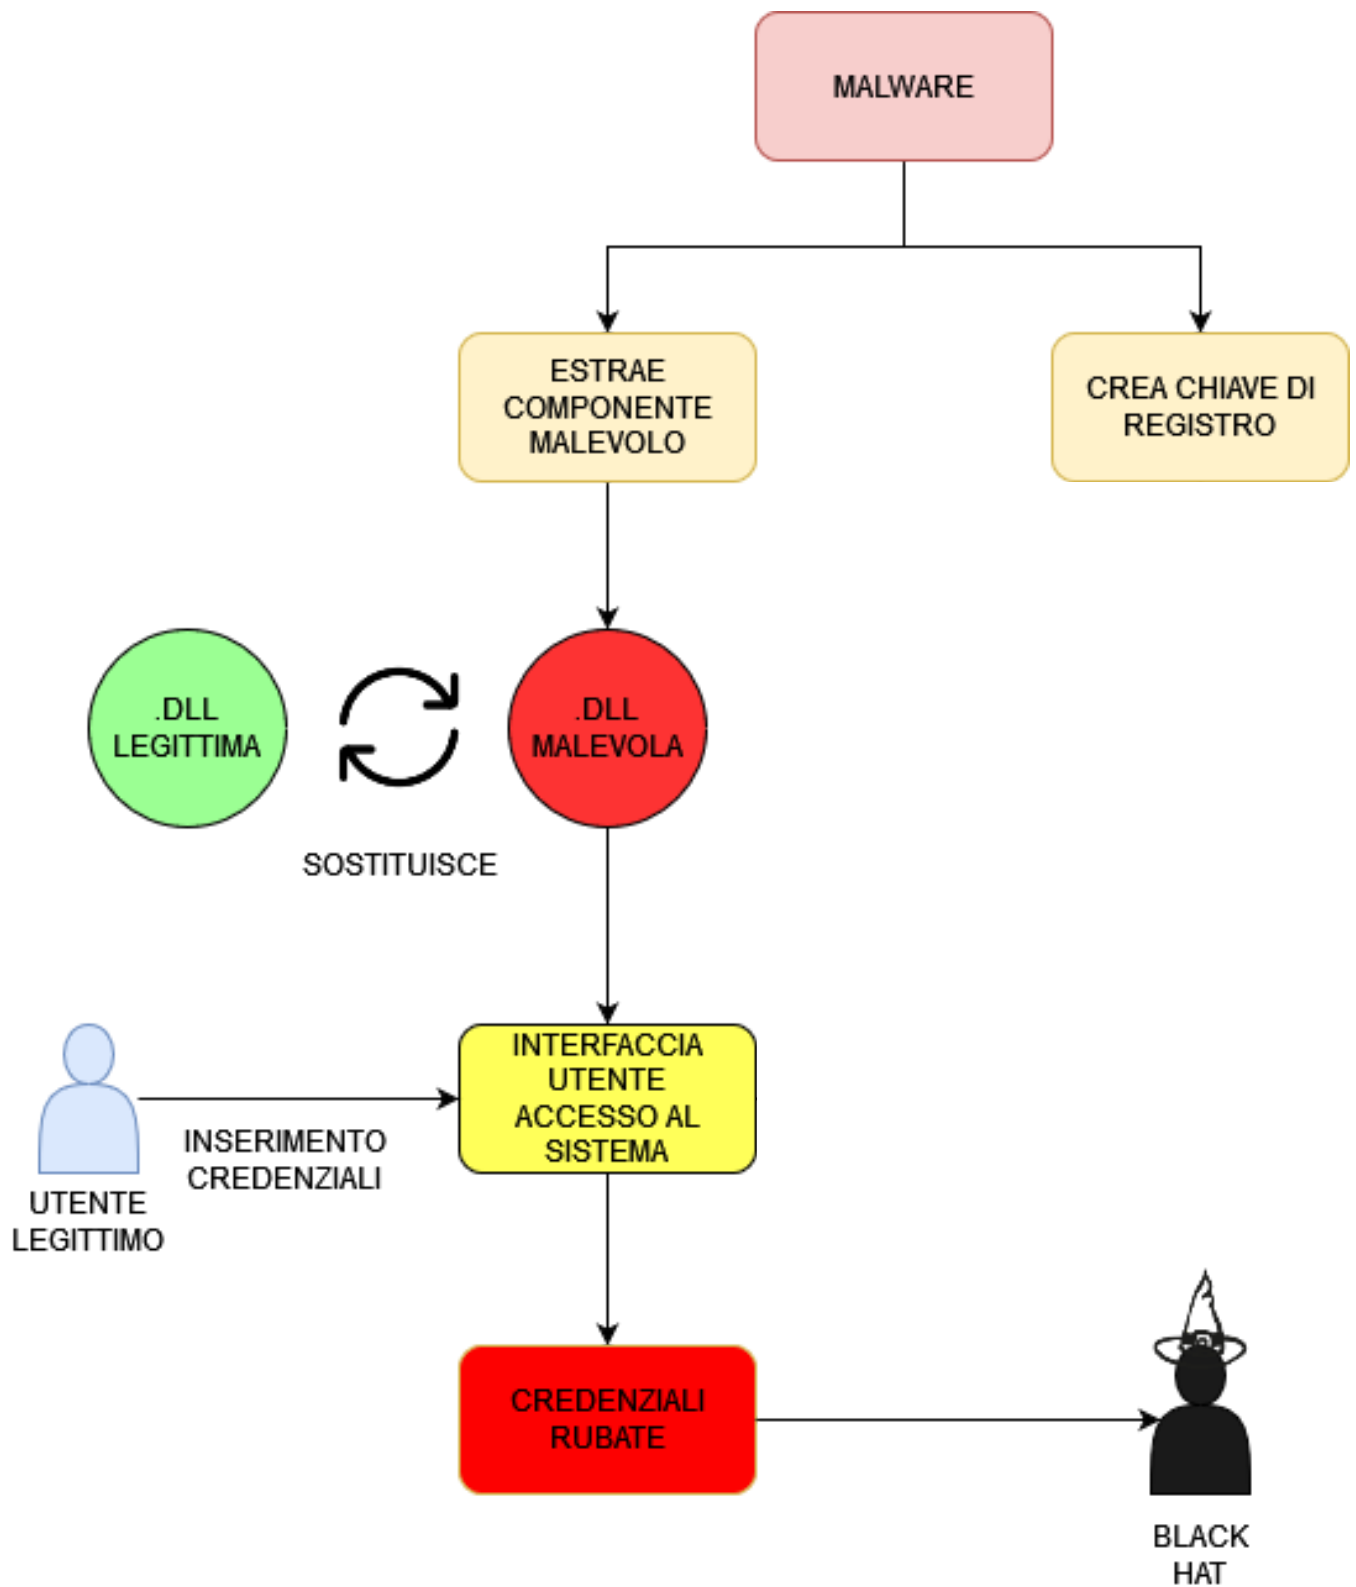 MALWARE
ESTRAE
COMPONENTE
MALEVOLO
CREA CHIAVE DI
REGISTRO
.DLL
LEGITTIMA
.DLL
MALEVOLA
SOSTITUISCE
INTERFACCIA
UTENTE
ACCESSO AL
SISTEMA
INSERIMENTO
CREDENZIALI
UTENTE
LEGITTIMO
CREDENZIALI
RUBATE
BLACK
HAT